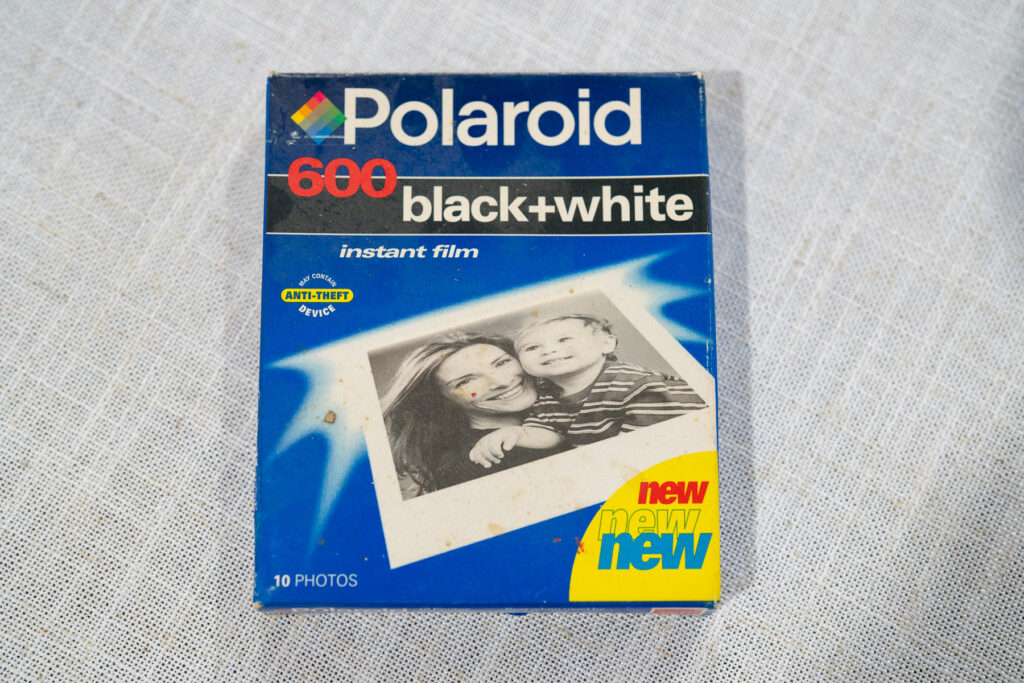 Polaroid
600
black+white
instant film
MAY CONTAIN
ANTI-THEFT
DEVICE
new
new
new
10 PHOTOS